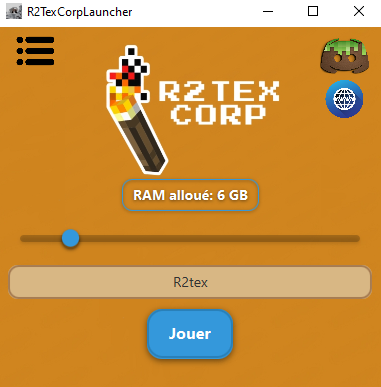 R2TexCorpLauncher
R2TEX
CORP
RAM alloué: 6 GB
R2tex
Jouer